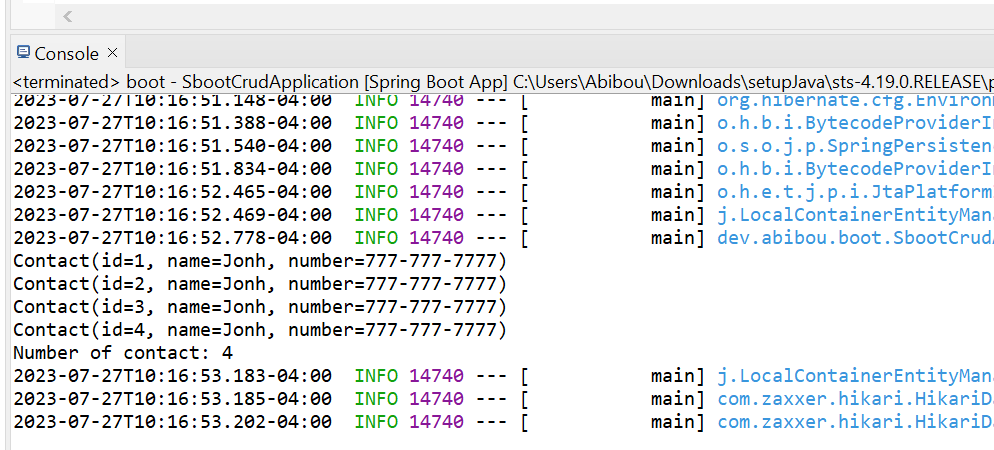 Console
<terminated> boot - SbootCrudApplication [Spring Boot App] C:\Users\Abibou\Downloads\setupJava\sts-4.19.0.RELEASE\p
2023-07-27T10:16:51.148-04:00  INFO 14740 --- [           main] org.hibernate.cfg.Environm
2023-07-27T10:16:51.388-04:00  INFO 14740 --- [           main] o.h.b.i.BytecodeProviderIn
2023-07-27T10:16:51.540-04:00  INFO 14740 --- [           main] o.s.o.j.p.SpringPersistenc
2023-07-27T10:16:51.834-04:00  INFO 14740 --- [           main] o.h.b.i.BytecodeProviderIn
2023-07-27T10:16:52.465-04:00  INFO 14740 --- [           main] o.h.e.t.j.p.i.JtaPlatform
2023-07-27T10:16:52.469-04:00  INFO 14740 --- [           main] j.LocalContainerEntityMana
2023-07-27T10:16:52.778-04:00  INFO 14740 --- [           main] dev.abibou.boot.SbootCrudA
Contact(id=1, name=Jonh, number=777-777-7777)
Contact(id=2, name=Jonh, number=777-777-7777)
Contact(id=3, name=Jonh, number=777-777-7777)
Contact(id=4, name=Jonh, number=777-777-7777)
Number of contact: 4
2023-07-27T10:16:53.183-04:00  INFO 14740 --- [           main] j.LocalContainerEntityMana
2023-07-27T10:16:53.185-04:00  INFO 14740 --- [           main] com.zaxxer.hikari.HikariDa
2023-07-27T10:16:53.202-04:00  INFO 14740 --- [           main] com.zaxxer.hikari.HikariDa